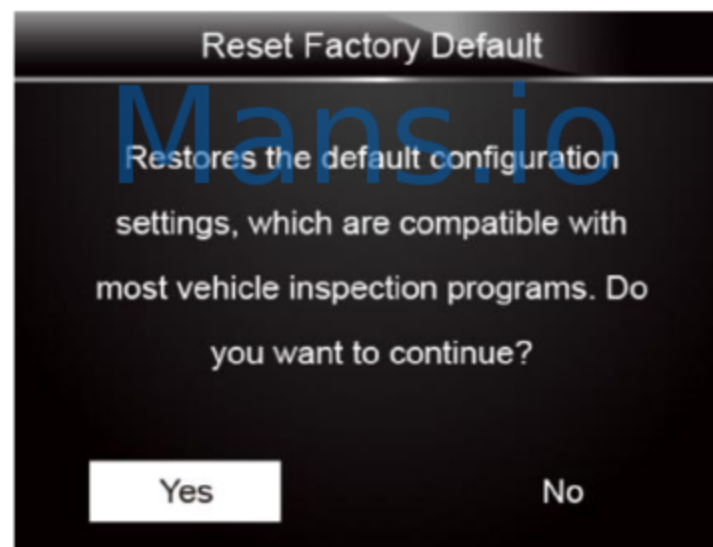 Reset Factory Default
Mans.io
Restores the default configuration
settings, which are compatible with
most vehicle inspection programs. Do
you want to continue?
Yes No